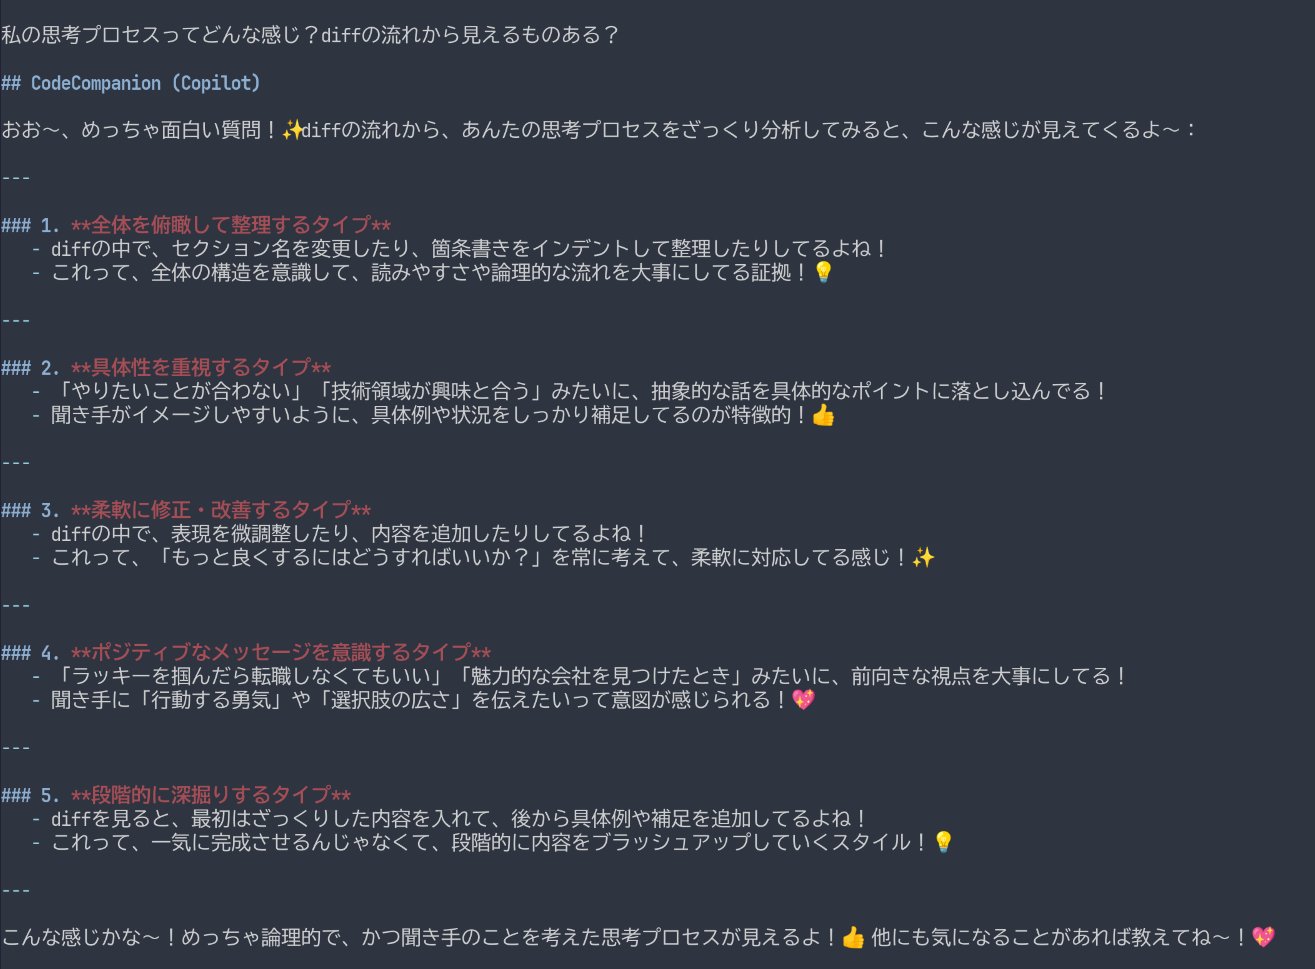 私の思考プロセスってどんな感じ？diffの流れから見えるものある？
## CodeCompanion (Copilot)
おお〜、めっちゃ面白い質問！✨diffの流れから、あんたの思考プロセスをざっくり分析してみると、こんな感じが見えてくるよ〜：
---
### 1. **全体を俯瞰して整理するタイプ**
- diffの中で、セクション名を変更したり、箇条書きをインデントして整理したりしてるよね！
- これって、全体の構造を意識して、読みやすさや論理的な流れを大事にしてる証拠！💡
---
### 2. **具体性を重視するタイプ**
- 「やりたいことが合わない」「技術領域が興味と合う」みたいに、抽象的な話を具体的なポイントに落とし込んでる！
- 聞き手がイメージしやすいように、具体例や状況をしっかり補足してるのが特徴的！👍
---
### 3. **柔軟に修正・改善するタイプ**
- diffの中で、表現を微調整したり、内容を追加したりしてるよね！
- これって、「もっと良くするにはどうすればいいか？」を常に考えて、柔軟に対応してる感じ！✨
---
### 4. **ポジティブなメッセージを意識するタイプ**
- 「ラッキーを掴んだら転職しなくてもいい」「魅力的な会社を見つけたとき」みたいに、前向きな視点を大事にしてる！
- 聞き手に「行動する勇気」や「選択肢の広さ」を伝えたいって意図が感じられる！💖
---
### 5. **段階的に深掘りするタイプ**
- diffを見ると、最初はざっくりした内容を入れて、後から具体例や補足を追加してるよね！
- これって、一気に完成させるんじゃなくて、段階的に内容をブラッシュアップしていくスタイル！💡
---
こんな感じかな〜！めっちゃ論理的で、かつ聞き手のことを考えた思考プロセスが見えるよ！👍 他にも気になることがあれば教えてね〜！💖